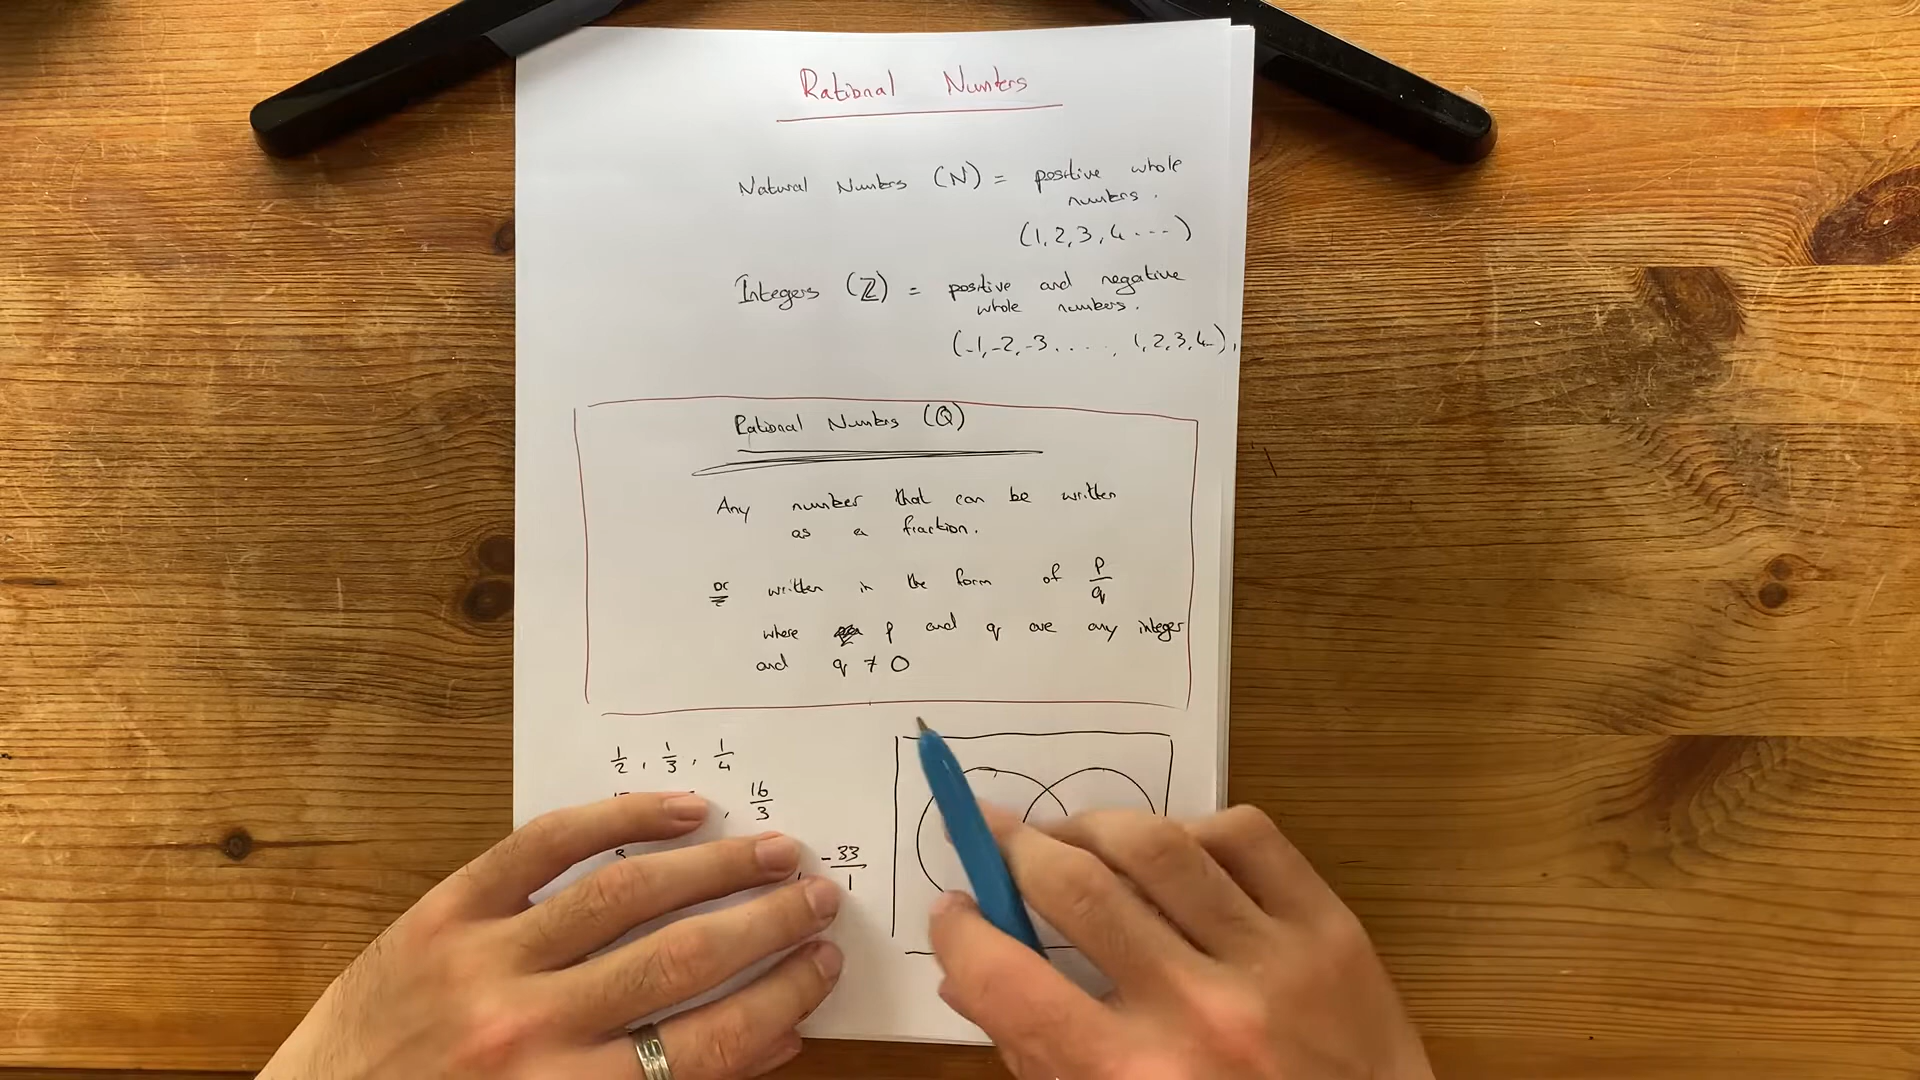 Rational Numbers
Natural Numbers (N) = positive whole
numbers.
(1, 2, 3, 4 ....)
Integers (ℤ) = positive and negative
whole numbers.
(-1, -2, -3 . . . . , 1, 2, 3, 4...),
Rational Numbers (Q)
Any number that can be written
as a fraction.
or written in the form of p/q
where p and q are any integer
and q ≠ 0
1/2, 1/3, 1/4
, 16/3
, -33/1